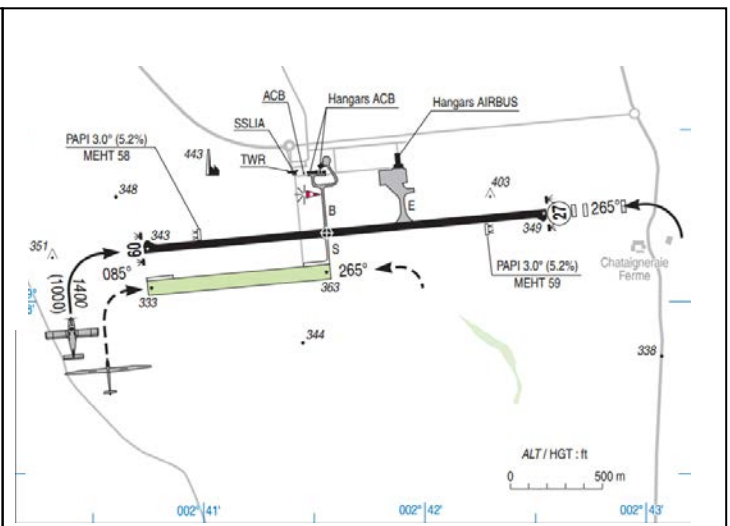 ACB
Hangars ACB
Hangars AIRBUS
SSLIA
PAPI 3.0° (5.2%)
MEHT 58
443
TWR
348
403
B
E
27
265°
343
349
09
S
351
085°
265°
PAPI 3.0° (5.2%)
MEHT 59
Chataigneraie
Ferme
1400
(1000)
333
363
344
338
ALT / HGT : ft
0
500 m
002° 41'
002° 42'
002° 43'